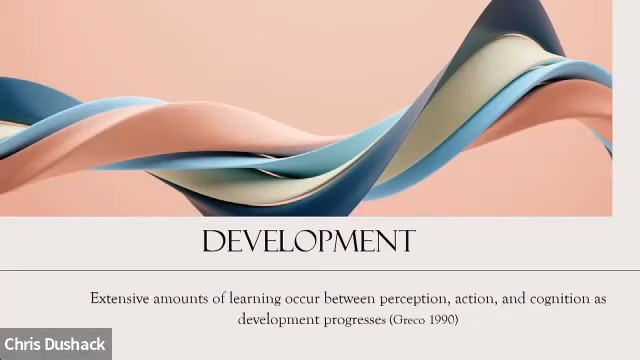 DEVELOPMENT
Extensive amounts of learning occur between perception, action, and cognition as
development progresses (Greco 1990)
Chris Dushack